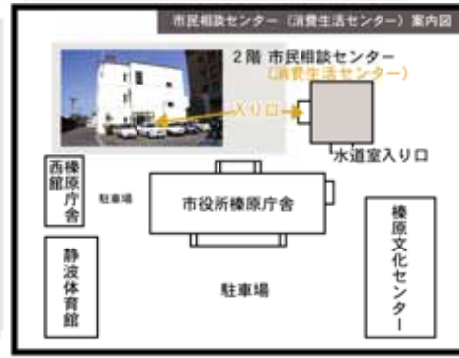 市民相談センター（消費生活センター）案内図
2階 市民相談センター
（消費生活センター）
入り口
水道室入り口
榛原庁舎
西館
駐車場
市役所榛原庁舎
静波体育館
駐車場
榛原文化センター